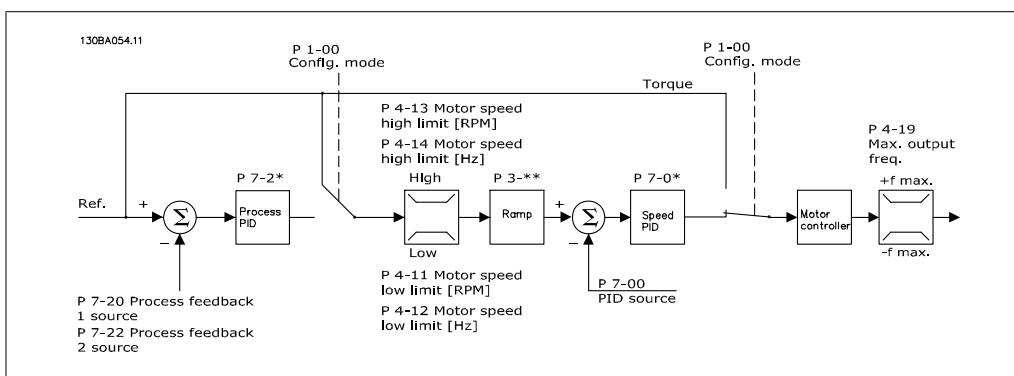 130BA054.11
P 1-00
Config. mode
P 1-00
Config. mode
Torque
P 4-13 Motor speed
high limit [RPM]
P 4-14 Motor speed
high limit [Hz]
P 4-19
Max. output
freq.
P 7-2*
High
P 3-**
P 7-0*
+f max.
Ref.
+
Σ
−
Process
PID
Ramp
+
Σ
−
Speed
PID
Motor
controller
Low
-f max.
P 4-11 Motor speed
low limit [RPM]
P 4-12 Motor speed
low limit [Hz]
P 7-00
PID source
P 7-20 Process feedback
1 source
P 7-22 Process feedback
2 source